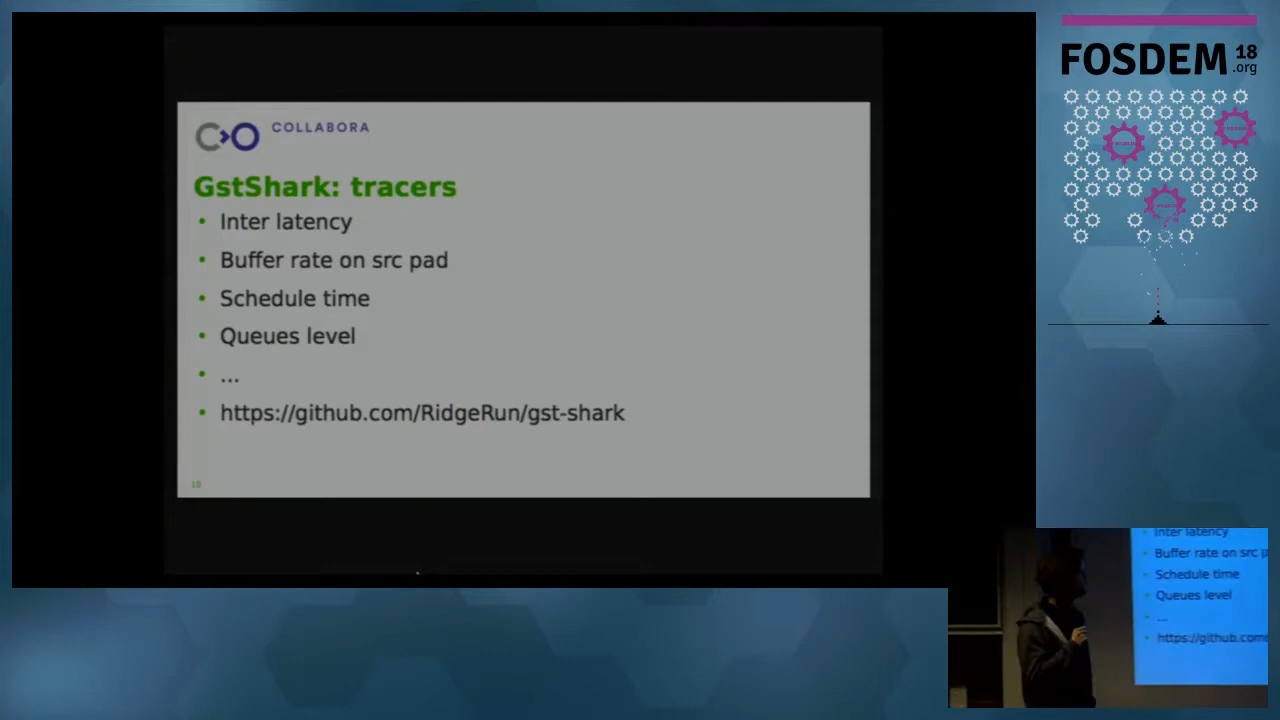 COLLABORA
GstShark: tracers
• Inter latency
• Buffer rate on src pad
• Schedule time
• Queues level
• ...
• https://github.com/RidgeRun/gst-shark
18
FOSDEM 18
.org
Inter latency
Buffer rate on src p
Schedule time
Queues level
...
https://github.com